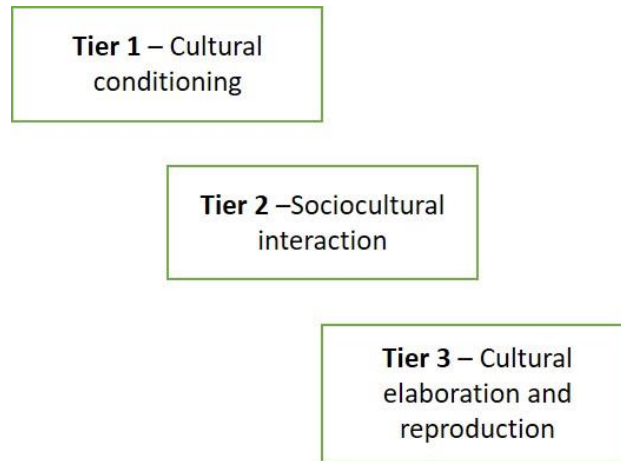 Tier 1 – Cultural
conditioning
Tier 2 –Sociocultural
interaction
Tier 3 – Cultural
elaboration and
reproduction